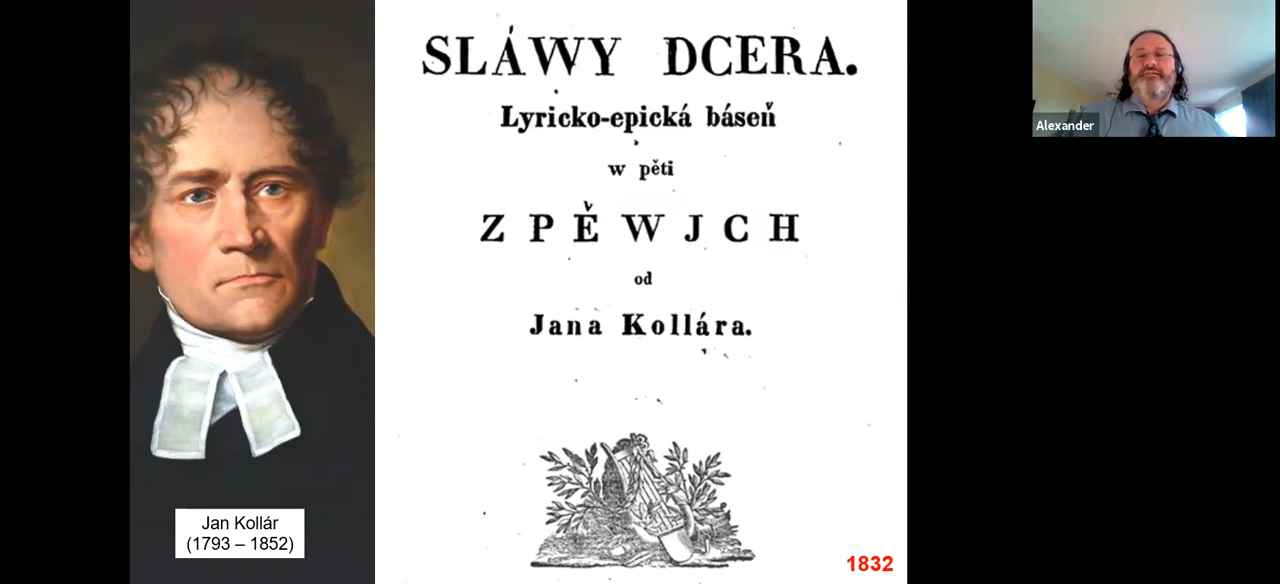 SLÁWY DCERA.
Lyricko-epická báseň
w pěti
ZPĚWJCH
od
Jana Kollára.
Jan Kollár
(1793 – 1852)
1832
Alexander